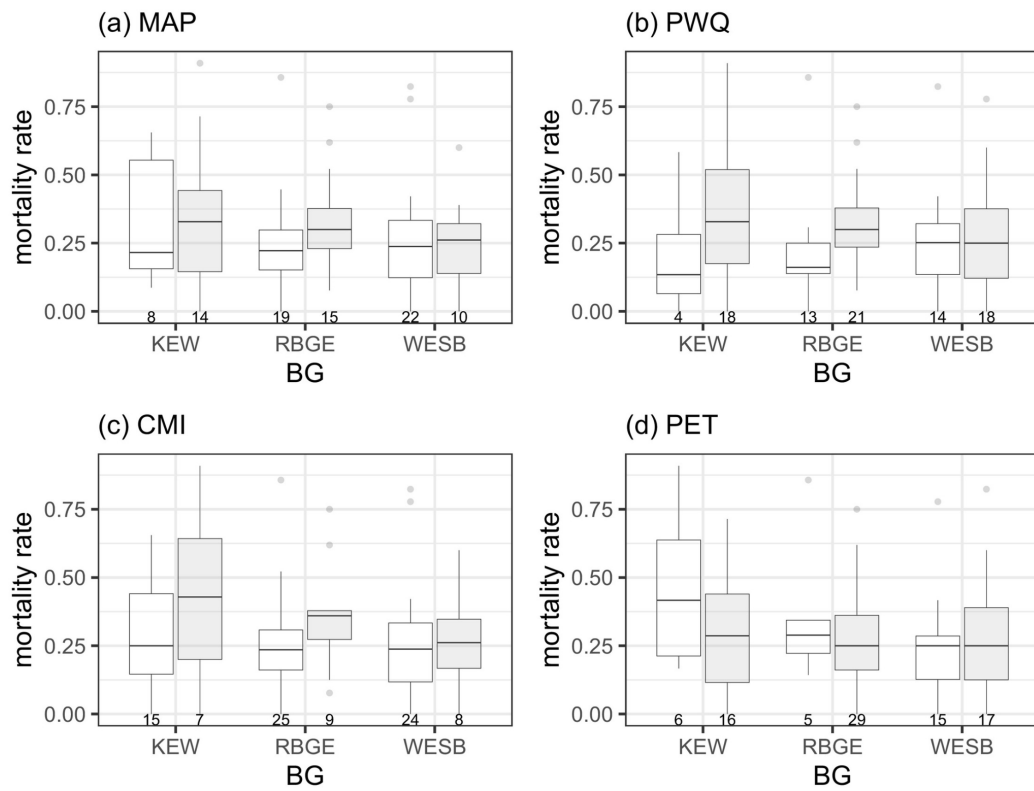 (a) MAP
mortality rate
0.75
0.50
0.25
0.00
8 14 19 15 22 10
KEW RBGE WESB
BG
(b) PWQ
mortality rate
0.75
0.50
0.25
0.00
4 18 13 21 14 18
KEW RBGE WESB
BG
(c) CMI
mortality rate
0.75
0.50
0.25
0.00
15 7 25 9 24 8
KEW RBGE WESB
BG
(d) PET
mortality rate
0.75
0.50
0.25
0.00
6 16 5 29 15 17
KEW RBGE WESB
BG